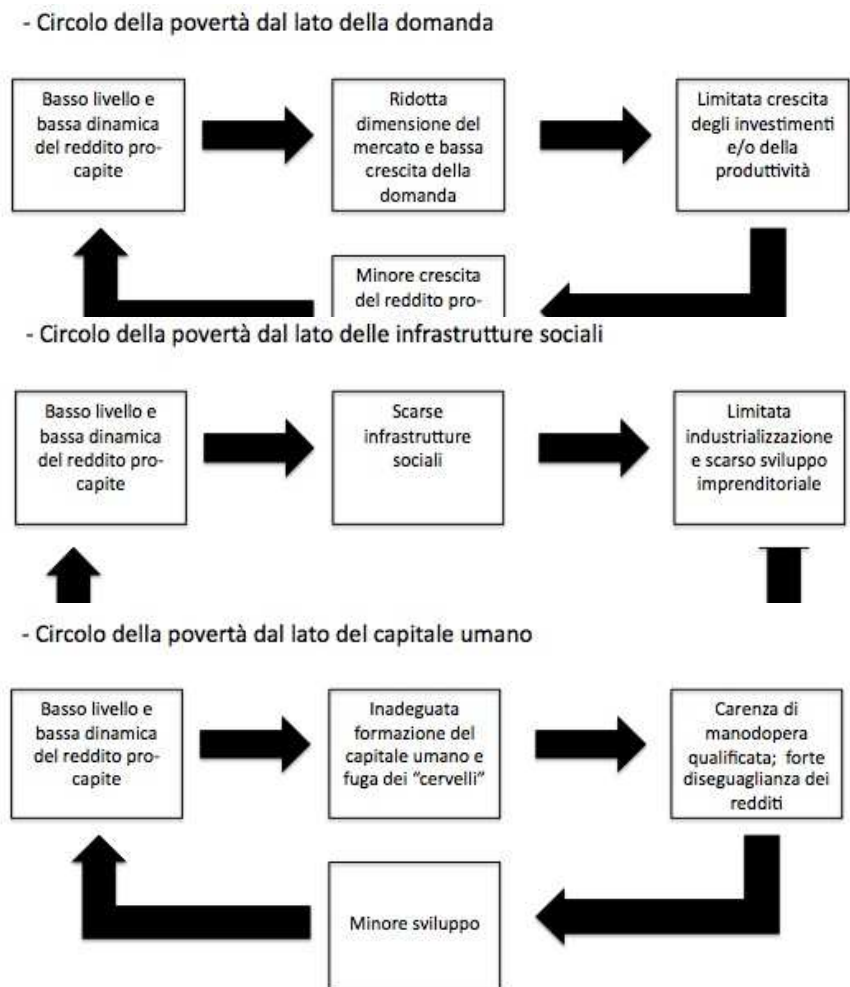 - Circolo della povertà dal lato della domanda
Basso livello e
bassa dinamica
del reddito pro-
capite
Ridotta
dimensione del
mercato e bassa
crescita della
domanda
Limitata crescita
degli investimenti
e/o della
produttività
Minore crescita
del reddito pro-
- Circolo della povertà dal lato delle infrastrutture sociali
Basso livello e
bassa dinamica
del reddito pro-
capite
Scarse
infrastrutture
sociali
Limitata
industrializzazione
e scarso sviluppo
imprenditoriale
- Circolo della povertà dal lato del capitale umano
Basso livello e
bassa dinamica
del reddito pro-
capite
Inadeguata
formazione del
capitale umano e
fuga dei “cervelli”
Carenza di
manodopera
qualificata; forte
diseguaglianza dei
redditi
Minore sviluppo